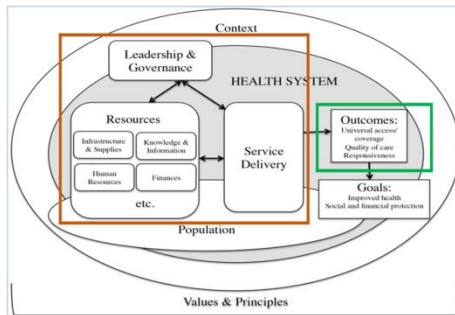 Context
Leadership &
Governance
HEALTH SYSTEM
Resources
Infrastructure
& Supplies
Knowledge &
Information
Human
Resources
Finances
etc.
Service
Delivery
Outcomes:
Universal access/
coverage
Quality of care
Responsiveness
Goals:
Improved health
Social and financial protection
Population
Values & Principles